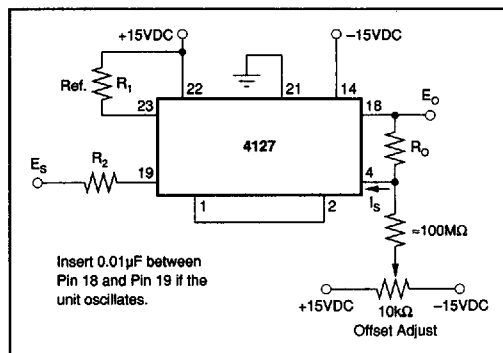 +15VDC
−15VDC
Ref.
R1
23
22
21
14
18
EO
4127
RO
ES
R2
19
4
IS
1
2
≈100MΩ
Insert 0.01µF between
Pin 18 and Pin 19 if the
unit oscillates.
+15VDC
−15VDC
10kΩ
Offset Adjust